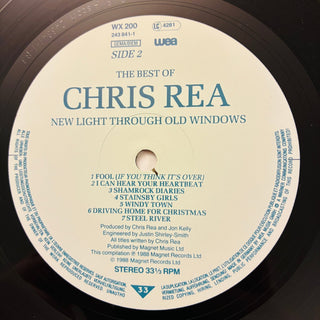 WX 200
243 841-1
GEMA/BIEM
SIDE 2
LC 4281
wea
THE BEST OF
CHRIS REA
NEW LIGHT THROUGH OLD WINDOWS
1 FOOL (IF YOU THINK IT'S OVER)
2 I CAN HEAR YOUR HEARTBEAT
3 SHAMROCK DIARIES
4 STAINSBY GIRLS
5 WINDY TOWN
6 DRIVING HOME FOR CHRISTMAS
7 STEEL RIVER
Produced by Chris Rea and Jon Kelly
Engineered by Justin Shirley-Smith
All titles written by Chris Rea
Published by Magnet Music Ltd
This compilation ℗ 1988 Magnet Records Ltd
© 1988 Magnet Records Ltd
STEREO 33⅓ RPM
33